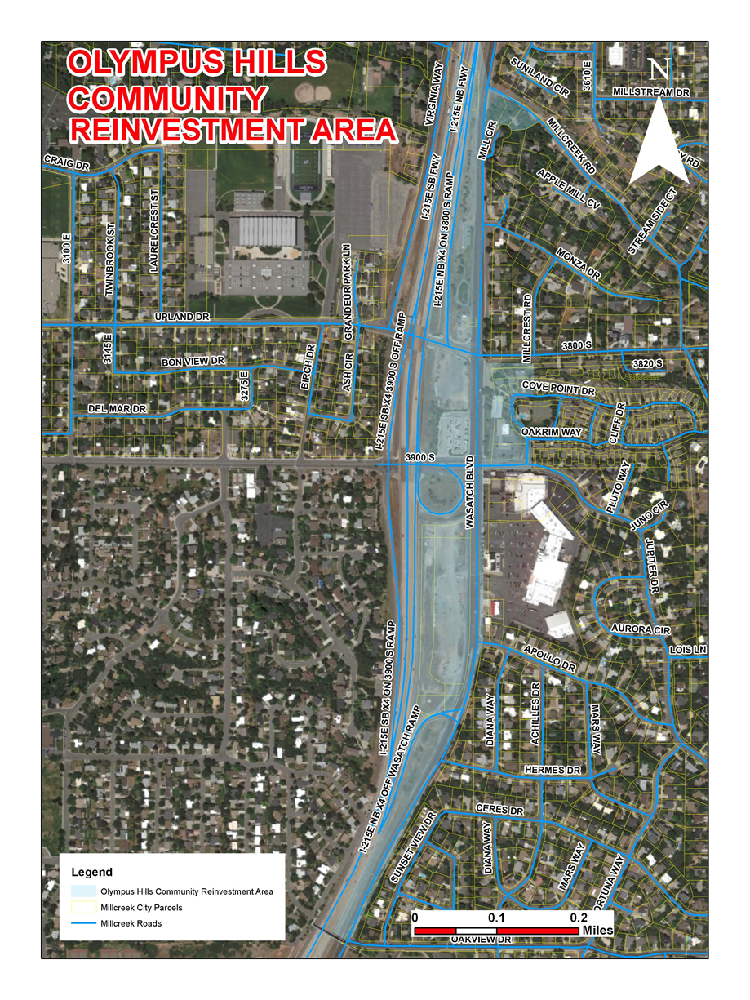 OLYMPUS HILLS
COMMUNITY
REINVESTMENT AREA
N
SUNILAND CIR
3610 E
MILLSTREAM DR
VIRGINIA WAY
I-215E NB FWY
MILL CIR
MILLCREEK RD
RD
CRAIG DR
APPLE MILL CV
STREAM SIDE CT
I-215E SB FWY
I-215E NB X4 ON 3800 S RAMP
LAURELCREST ST
TWINBROOK ST
3100 E
GRANDEUR PARK LN
MONZA DR
MILLCREST RD
UPLAND DR
3145 E
BON VIEW DR
BIRCH DR
ASH CIR
3275 E
I-215E SB X4 3900 S OFF RAMP
3800 S
3820 S
COVE POINT DR
DEL MAR DR
OAKRIM WAY
CLIFF DR
3900 S
WASATCH BLVD
PLUTO WAY
JUNO CIR
JUPITER DR
AURORA CIR
LOIS LN
APOLLO DR
I-215E SB X4 ON 3900 S RAMP
I-215E NB X4 OFF WASATCH RAMP
DIANA WAY
ACHILLES DR
MARS WAY
HERMES DR
CERES DR
SUNSET VIEW DR
DIANA WAY
MARS WAY
ORTUNA WAY
Legend
Olympus Hills Community Reinvestment Area
Millcreek City Parcels
Millcreek Roads
0 0.1 0.2
Miles
OAKVIEW DR